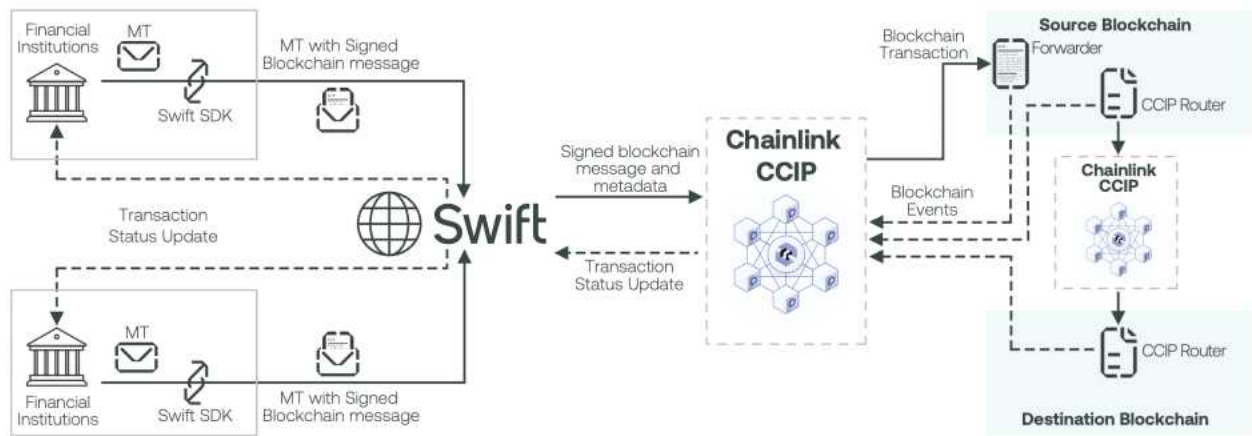 Financial
Institutions
MT
Swift SDK
MT with Signed
Blockchain message
Transaction
Status Update
MT
Financial
Institutions
Swift SDK
MT with Signed
Blockchain message
Swift
Signed blockchain
message and
metadata
Transaction
Status Update
Chainlink
CCIP
Blockchain
Transaction
Blockchain
Events
Source Blockchain
Forwarder
CCIP Router
Chainlink
CCIP
CCIP Router
Destination Blockchain